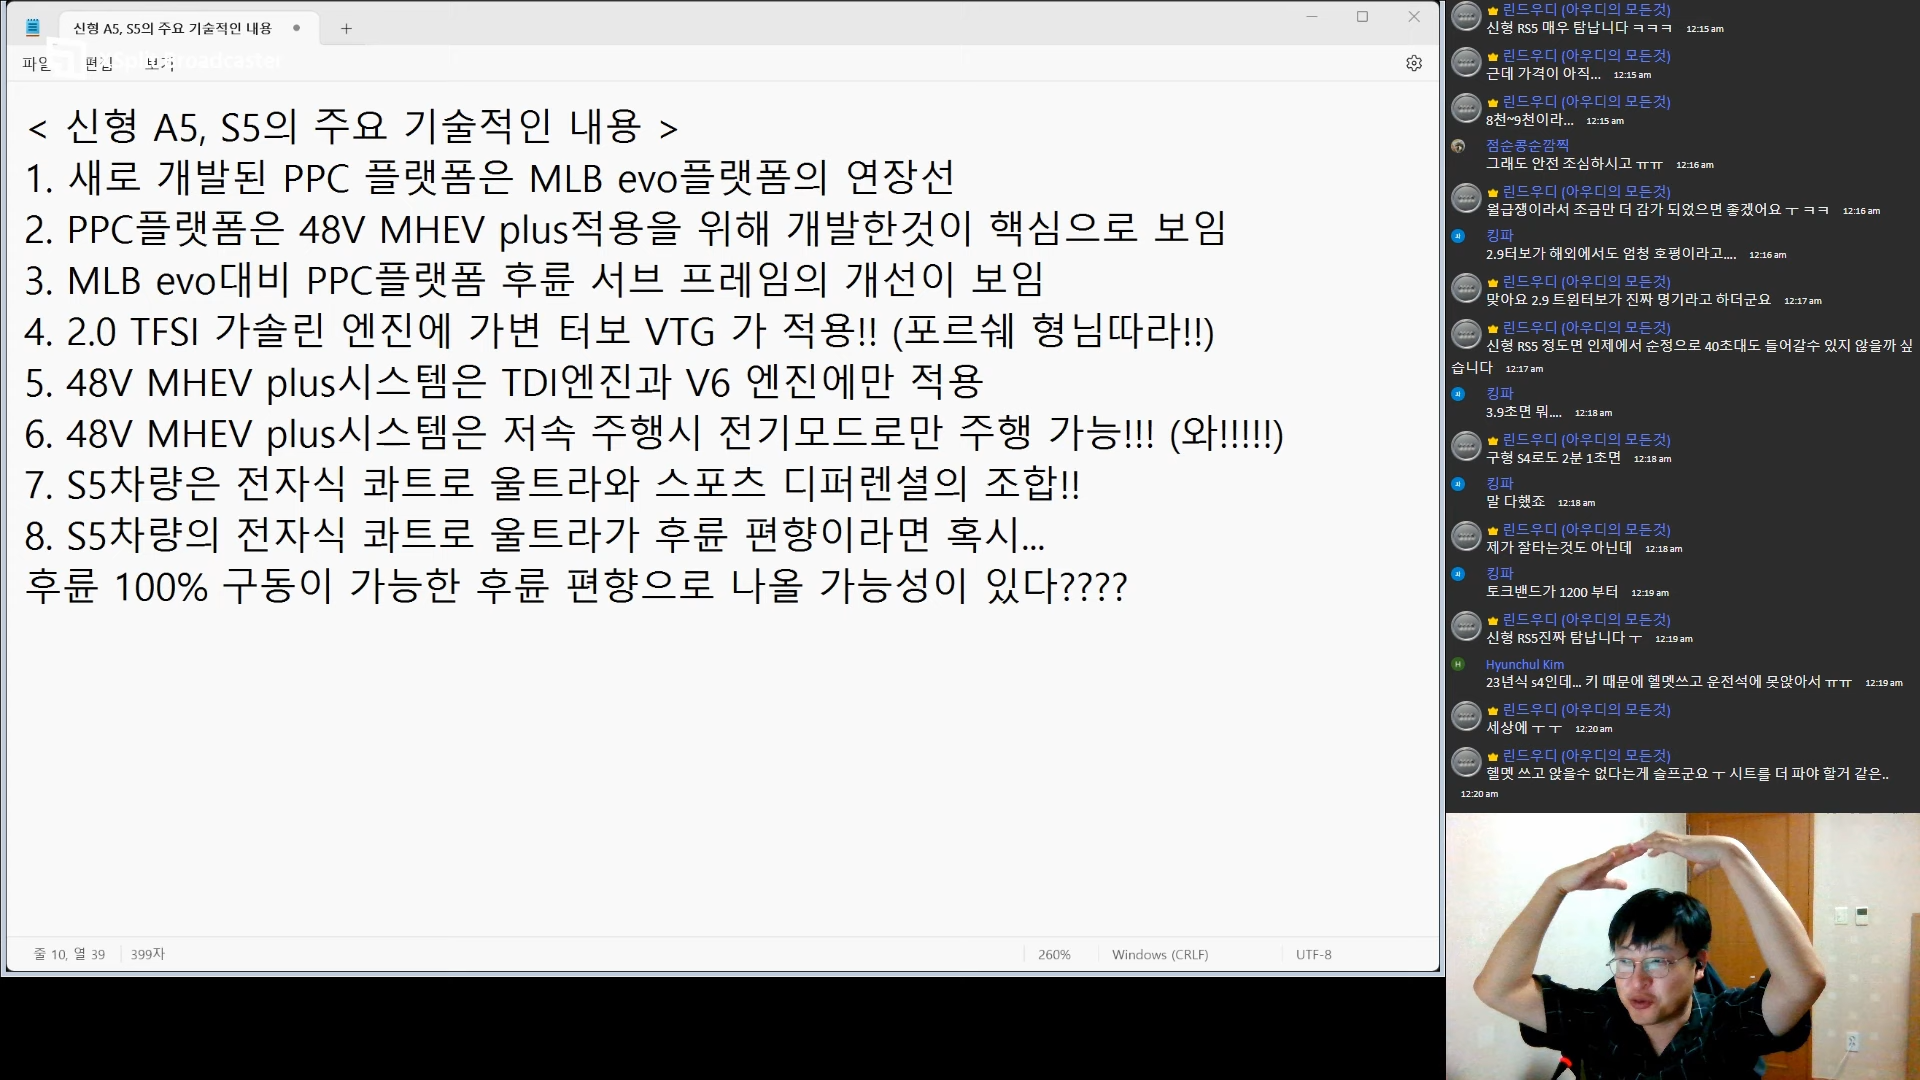 신형 A5, S5의 주요 기술적인 내용
파일 편집 보기
XSplit Broadcaster
< 신형 A5, S5의 주요 기술적인 내용 >
1. 새로 개발된 PPC 플랫폼은 MLB evo플랫폼의 연장선
2. PPC플랫폼은 48V MHEV plus적용을 위해 개발한것이 핵심으로 보임
3. MLB evo대비 PPC플랫폼 후륜 서브 프레임의 개선이 보임
4. 2.0 TFSI 가솔린 엔진에 가변 터보 VTG 가 적용!! (포르쉐 형님따라!!)
5. 48V MHEV plus시스템은 TDI엔진과 V6 엔진에만 적용
6. 48V MHEV plus시스템은 저속 주행시 전기모드로만 주행 가능!!! (와!!!!!)
7. S5차량은 전자식 콰트로 울트라와 스포츠 디퍼렌셜의 조합!!
8. S5차량의 전자식 콰트로 울트라가 후륜 편향이라면 혹시...
후륜 100% 구동이 가능한 후륜 편향으로 나올 가능성이 있다????
줄 10, 열 39 399자 260% Windows (CRLF) UTF-8
린드우디 (아우디의 모든것)
신형 RS5 매우 탐납니다 ㅋㅋㅋ 12:15 am
린드우디 (아우디의 모든것)
근데 가격이 아직... 12:15 am
린드우디 (아우디의 모든것)
8천~9천이라... 12:15 am
점순콩순깜찍
그래도 안전 조심하시고 ㅠㅠ 12:16 am
린드우디 (아우디의 모든것)
월급쟁이라서 조금만 더 감가 되었으면 좋겠어요 ㅜ ㅋㅋ 12:16 am
킹파
2.9터보가 해외에서도 엄청 호평이라고.... 12:16 am
린드우디 (아우디의 모든것)
맞아요 2.9 트윈터보가 진짜 명기라고 하더군요 12:17 am
린드우디 (아우디의 모든것)
신형 RS5 정도면 인제에서 순정으로 40초대도 들어갈수 있지 않을까 싶
습니다 12:17 am
킹파
3.9초면 뭐.... 12:18 am
린드우디 (아우디의 모든것)
구형 S4로도 2분 1초면 12:18 am
킹파
말 다했죠 12:18 am
린드우디 (아우디의 모든것)
제가 잘타는것도 아닌데 12:18 am
킹파
토크밴드가 1200 부터 12:19 am
린드우디 (아우디의 모든것)
신형 RS5진짜 탐납니다 ㅜ 12:19 am
H Hyunchul Kim
23년식 s4인데... 키 때문에 헬멧쓰고 운전석에 못앉아서 ㅠㅠ 12:19 am
린드우디 (아우디의 모든것)
세상에 ㅜ ㅜ 12:20 am
린드우디 (아우디의 모든것)
헬멧 쓰고 앉을수 없다는게 슬프군요 ㅜ 시트를 더 파야 할거 같은..
12:20 am